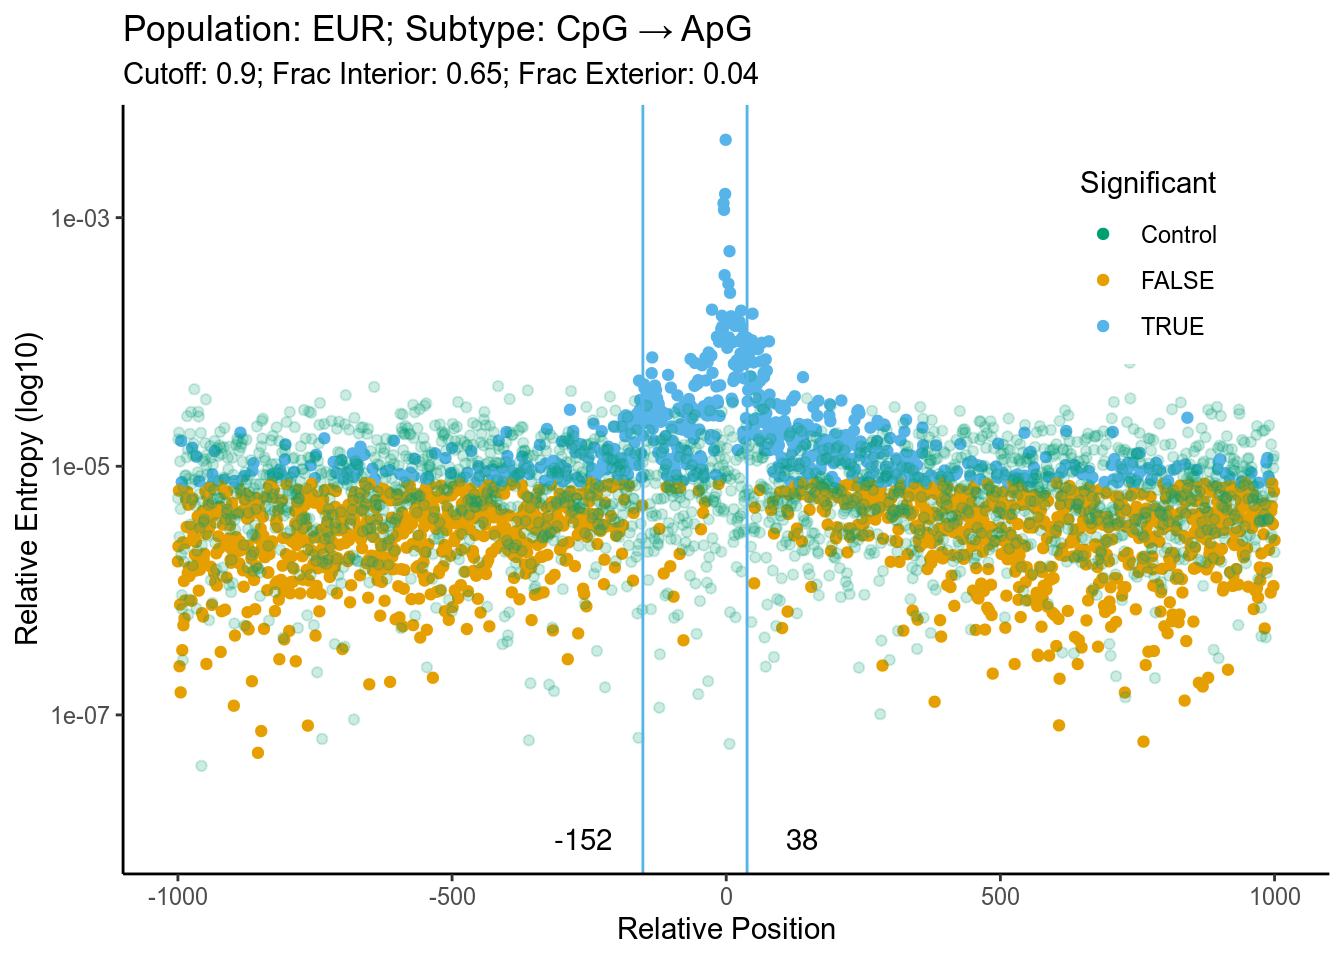 Population: EUR; Subtype: CpG → ApG
Cutoff: 0.9; Frac Interior: 0.65; Frac Exterior: 0.04
Significant
Control
FALSE
TRUE
1e-03
1e-05
1e-07
Relative Entropy (log10)
-152
38
-1000
-500
0
500
1000
Relative Position